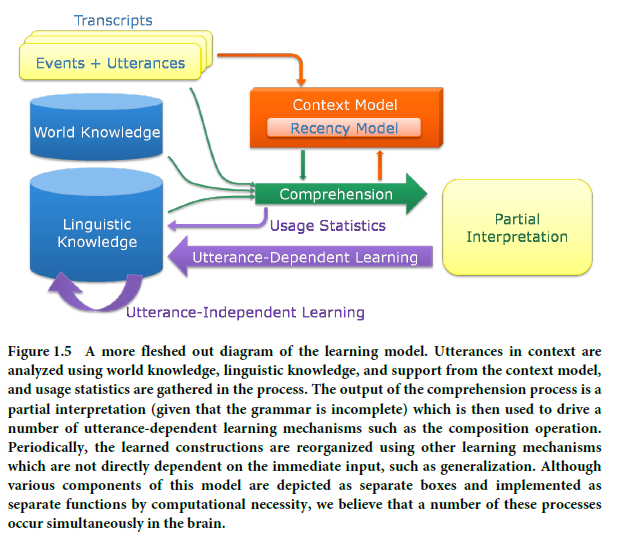 Transcripts
Events + Utterances
Context Model
Recency Model
World Knowledge
Comprehension
Linguistic
Knowledge
Usage Statistics
Partial
Interpretation
Utterance-Dependent Learning
Utterance-Independent Learning
Figure 1.5 A more fleshed out diagram of the learning model. Utterances in context are
analyzed using world knowledge, linguistic knowledge, and support from the context model,
and usage statistics are gathered in the process. The output of the comprehension process is a
partial interpretation (given that the grammar is incomplete) which is then used to drive a
number of utterance-dependent learning mechanisms such as the composition operation.
Periodically, the learned constructions are reorganized using other learning mechanisms
which are not directly dependent on the immediate input, such as generalization. Although
various components of this model are depicted as separate boxes and implemented as
separate functions by computational necessity, we believe that a number of these processes
occur simultaneously in the brain.